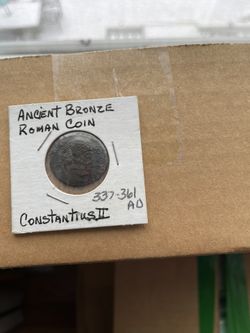 ANCIENT BRONZE
ROMAN COIN
337-361
AD
CONSTANTIUS II